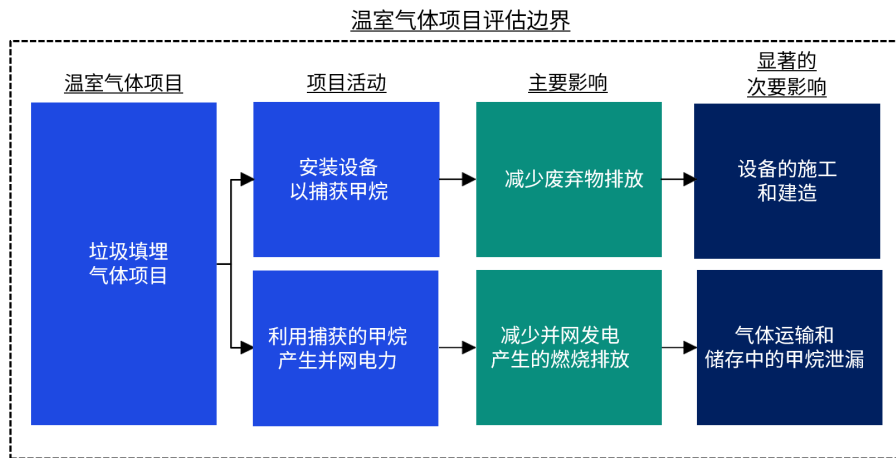 温室气体项目评估边界
温室气体项目
项目活动
主要影响
显著的
次要影响
垃圾填埋
气体项目
安装设备
以捕获甲烷
减少废弃物排放
设备的施工
和建造
利用捕获的甲烷
产生并网电力
减少并网发电
产生的燃烧排放
气体运输和
储存中的甲烷泄漏